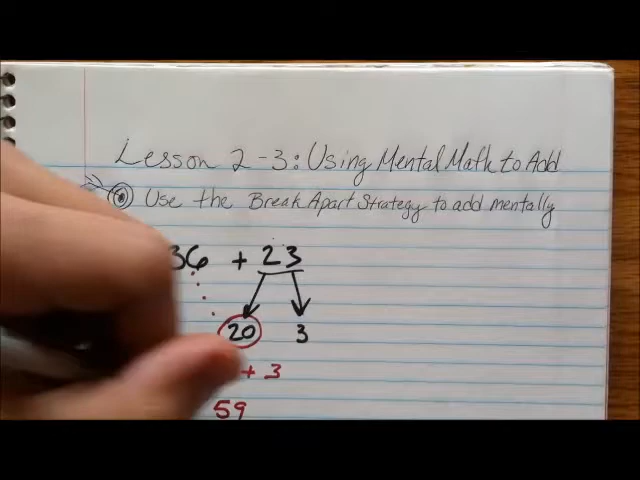 Lesson 2-3: Using Mental Math to Add
Use the Break Apart Strategy to add mentally
36 + 23
20 3
+ 3
59